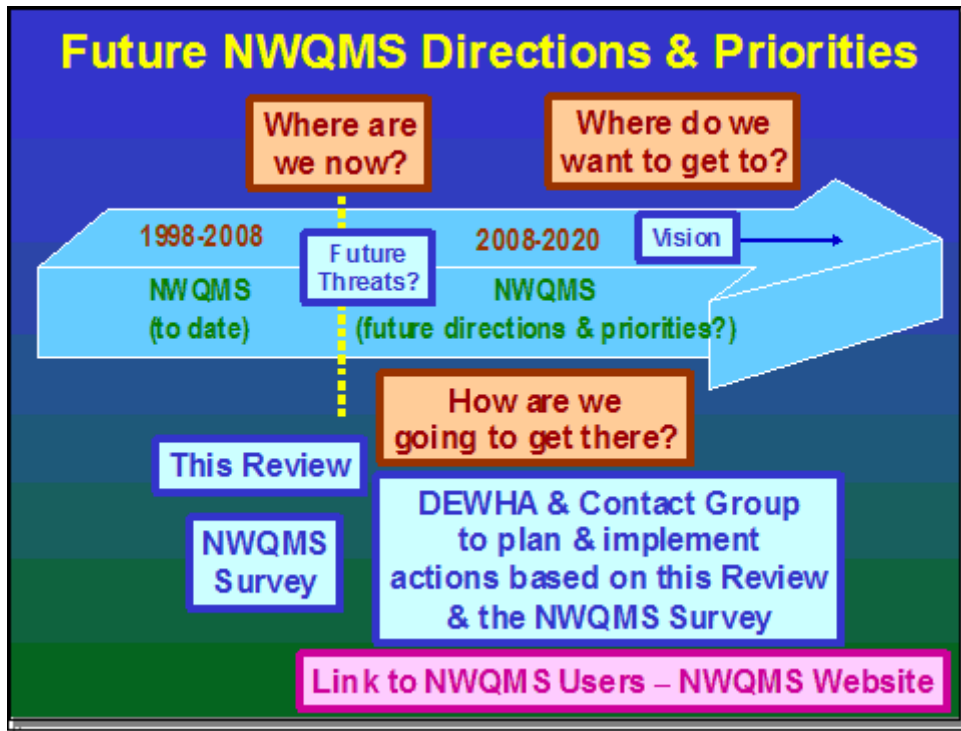 Future NWQMS Directions & Priorities
Where are
we now?
Where do we
want to get to?
1998-2008
Future
Threats?
2008-2020
Vision
NWQMS
(to date)
NWQMS
(future directions & priorities?)
How are we
going to get there?
This Review
NWQMS
Survey
DEWHA & Contact Group
to plan & implement
actions based on this Review
& the NWQMS Survey
Link to NWQMS Users – NWQMS Website